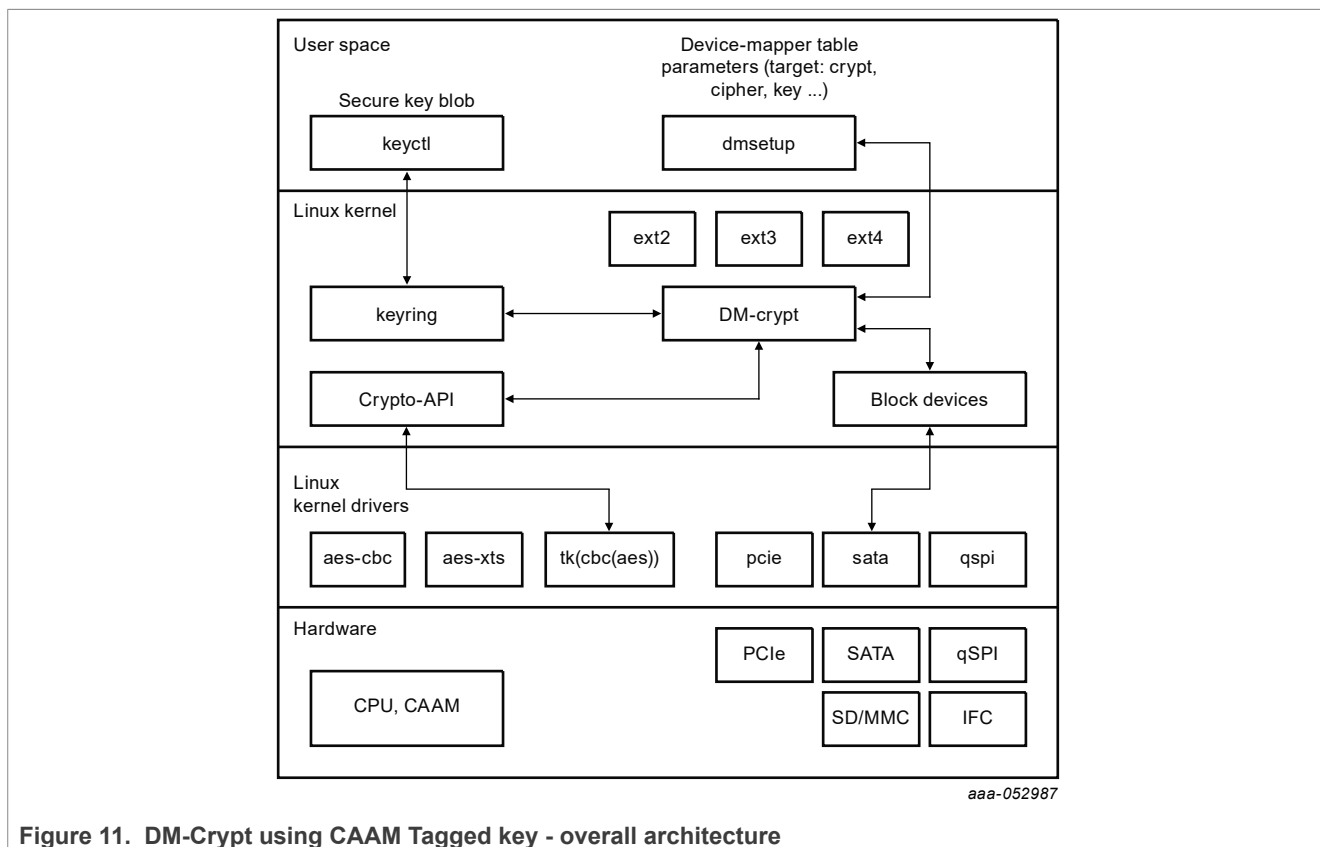 User space
Device-mapper table
parameters (target: crypt,
cipher, key ...)
Secure key blob
keyctl
dmsetup
Linux kernel
ext2
ext3
ext4
keyring
DM-crypt
Crypto-API
Block devices
Linux
kernel drivers
aes-cbc
aes-xts
tk(cbc(aes))
pcie
sata
qspi
Hardware
PCIe
SATA
qSPI
CPU, CAAM
SD/MMC
IFC
aaa-052987
Figure 11. DM-Crypt using CAAM Tagged key - overall architecture